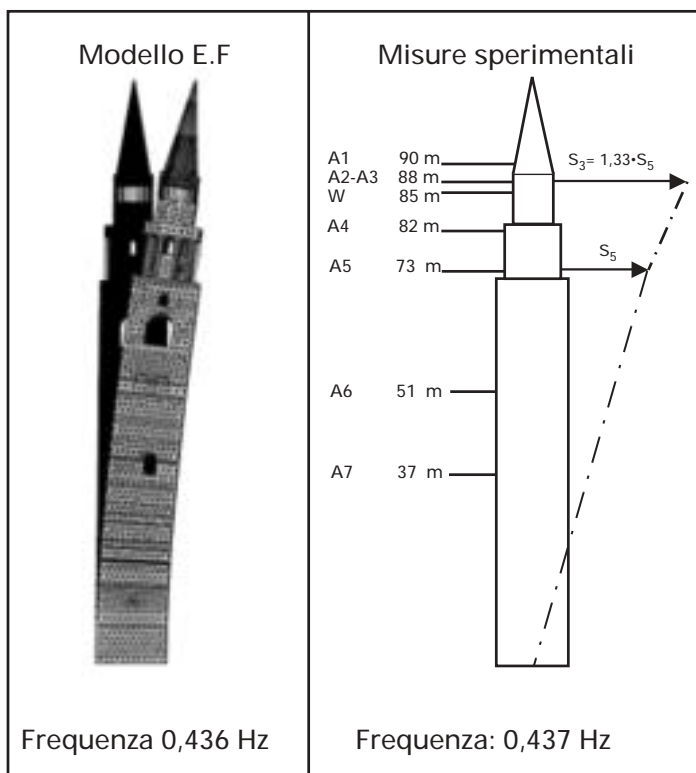 Modello E.F
Frequenza 0,436 Hz
Misure sperimentali
A1 90 m
A2-A3 88 m
W 85 m
A4 82 m
A5 73 m
A6 51 m
A7 37 m
S3= 1,33•S5
S5
Frequenza: 0,437 Hz